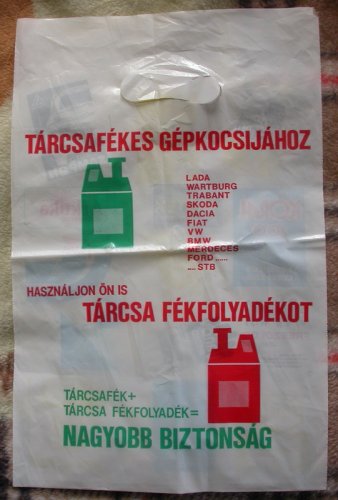 TÁRCSAFÉKES GÉPKOCSIJÁHOZ
LADA
WARTBURG
TRABANT
SKODA
DACIA
FIAT
VW
BMW
MERDECES
FORD ......
.... STB
HASZNÁLJON ÖN IS
TÁRCSA FÉKFOLYADÉKOT
TÁRCSAFÉK+
TÁRCSA FÉKFOLYADÉK=
NAGYOBB BIZTONSÁG